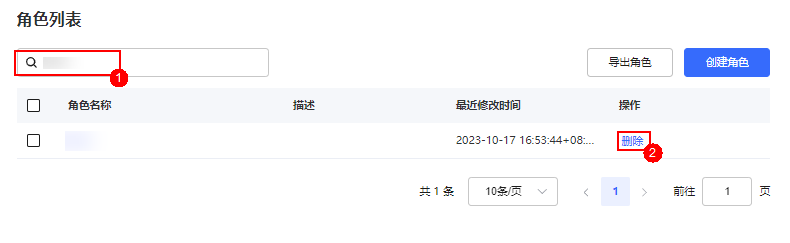 角色列表
1
导出角色 创建角色
角色名称 描述 最近修改时间 操作
2023-10-17 16:53:44+08:... 删除
2
共 1 条 10条/页 1 前往 1 页